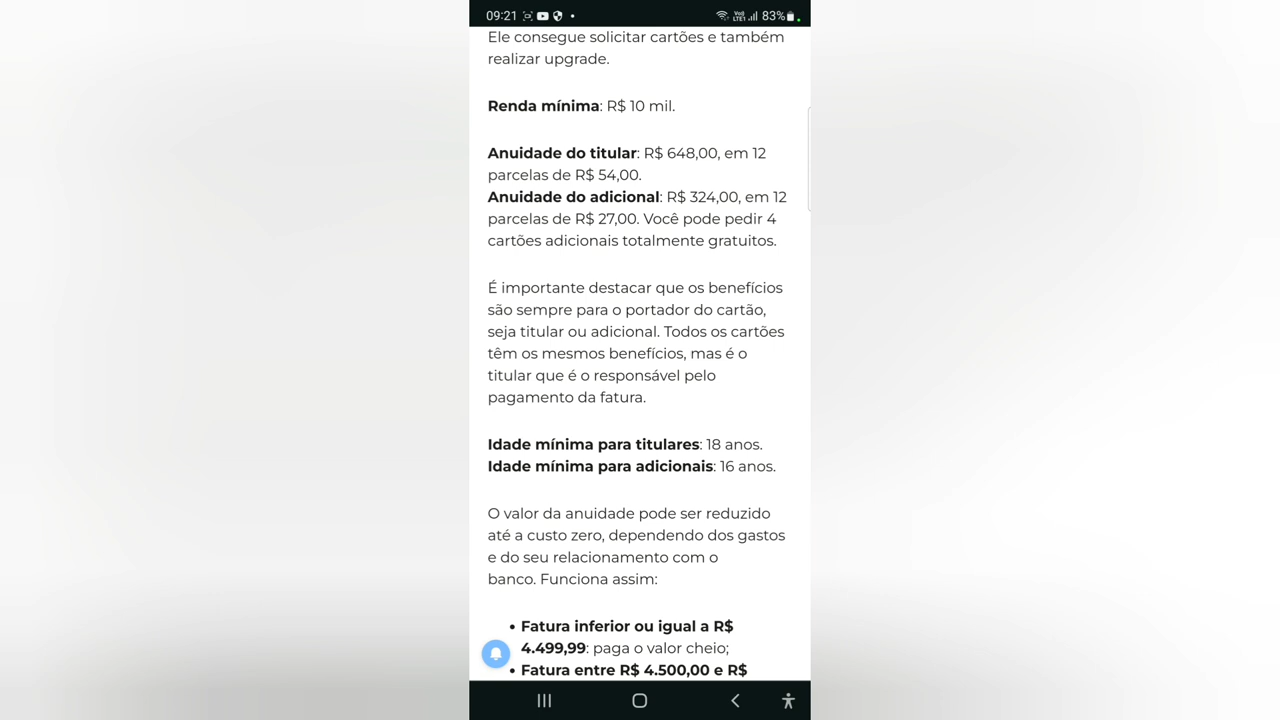 09:21 83%
Ele consegue solicitar cartões e também
realizar upgrade.
Renda mínima: R$ 10 mil.
Anuidade do titular: R$ 648,00, em 12
parcelas de R$ 54,00.
Anuidade do adicional: R$ 324,00, em 12
parcelas de R$ 27,00. Você pode pedir 4
cartões adicionais totalmente gratuitos.
É importante destacar que os benefícios
são sempre para o portador do cartão,
seja titular ou adicional. Todos os cartões
têm os mesmos benefícios, mas é o
titular que é o responsável pelo
pagamento da fatura.
Idade mínima para titulares: 18 anos.
Idade mínima para adicionais: 16 anos.
O valor da anuidade pode ser reduzido
até a custo zero, dependendo dos gastos
e do seu relacionamento com o
banco. Funciona assim:
• Fatura inferior ou igual a R$
4.499,99: paga o valor cheio;
• Fatura entre R$ 4.500,00 e R$